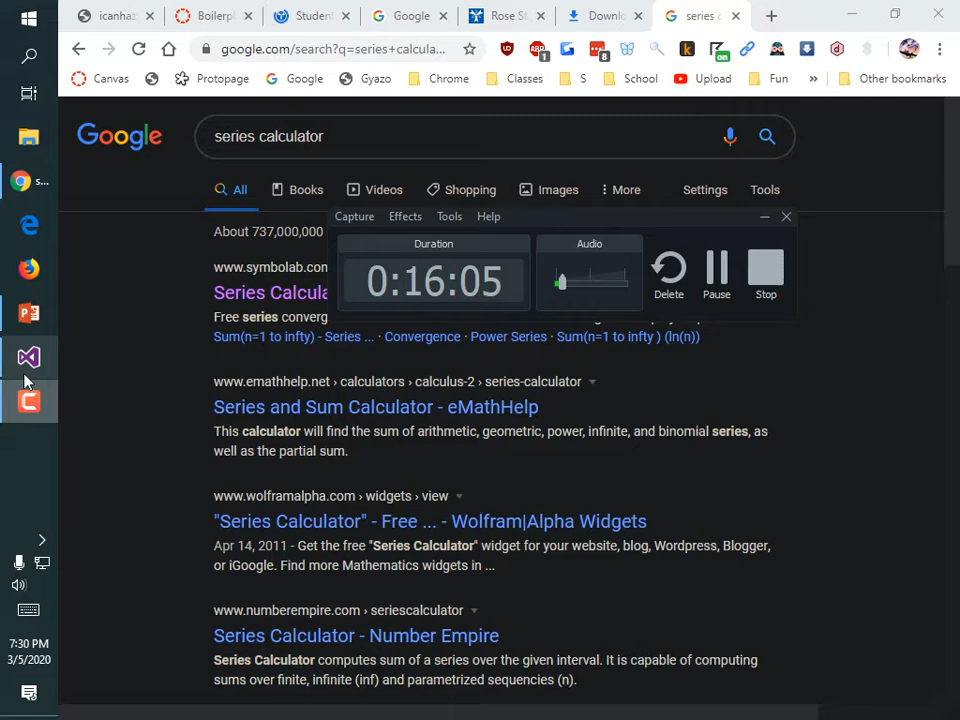 icanhaz
Boilerpl
Student
Google
Rose St
Downlo
series c
google.com/search?q=series+calcula...
1
8
on
Canvas
Protopage
Google
Gyazo
Chrome
Classes
S
School
Upload
Fun
»
Other bookmarks
Google
series calculator
All
Books
Videos
Shopping
Images
More
Settings
Tools
About 737,000,000
Capture
Effects
Tools
Help
Duration
0:16:05
Audio
Delete
Pause
Stop
www.symbolab.con
Series Calcula
Free series converg
Sum(n=1 to infty) - Series ... · Convergence · Power Series · Sum(n=1 to infty ) (ln(n))
www.emathhelp.net › calculators › calculus-2 › series-calculator
Series and Sum Calculator - eMathHelp
This calculator will find the sum of arithmetic, geometric, power, infinite, and binomial series, as
well as the partial sum.
www.wolframalpha.com › widgets › view
"Series Calculator" - Free ... - Wolfram|Alpha Widgets
Apr 14, 2011 - Get the free "Series Calculator" widget for your website, blog, Wordpress, Blogger,
or iGoogle. Find more Mathematics widgets in ...
www.numberempire.com › seriescalculator
Series Calculator - Number Empire
Series Calculator computes sum of a series over the given interval. It is capable of computing
sums over finite, infinite (inf) and parametrized sequencies (n).
s...
7:30 PM
3/5/2020